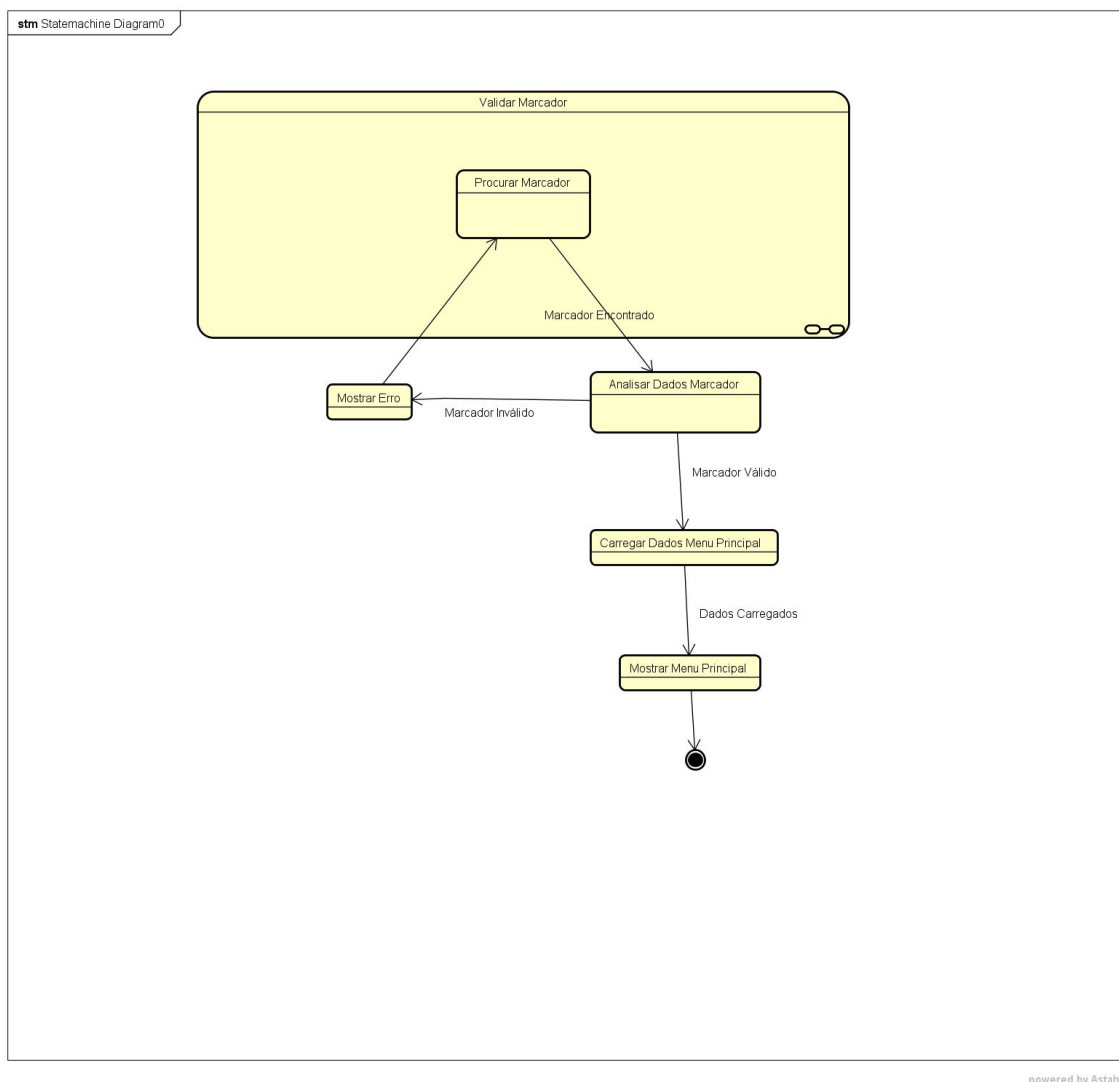 stm Statemachine Diagram0
Validar Marcador
Procurar Marcador
Marcador Encontrado
Analisar Dados Marcador
Mostrar Erro
Marcador Inválido
Marcador Válido
Carregar Dados Menu Principal
Dados Carregados
Mostrar Menu Principal
powered by Astah